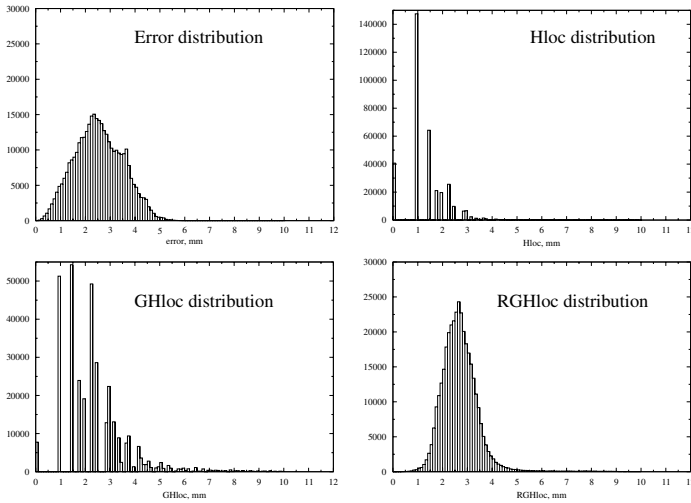 Error distribution
30000
25000
20000
15000
10000
5000
0
0 1 2 3 4 5 6 7 8 9 10 11 12
error, mm
Hloc distribution
140000
120000
100000
80000
60000
40000
20000
0
0 1 2 3 4 5 6 7 8 9 10 11 12
Hloc, mm
GHloc distribution
50000
40000
30000
20000
10000
0
0 1 2 3 4 5 6 7 8 9 10 11 12
GHloc, mm
RGHloc distribution
30000
25000
20000
15000
10000
5000
0
0 1 2 3 4 5 6 7 8 9 10 11 12
RGHloc, mm